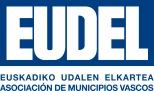 EUDEL
EUSKADIKO UDALEN ELKARTEA
ASOCIACIÓN DE MUNICIPIOS VASCOS